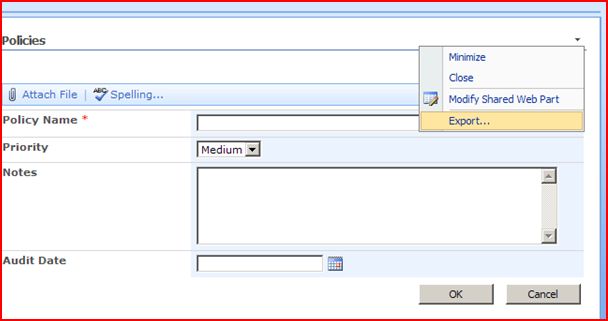 Policies
Minimize
Close
Modify Shared Web Part
Export...
Attach File | ABC Spelling...
Policy Name *
Priority
Medium
Notes
Audit Date
OK Cancel